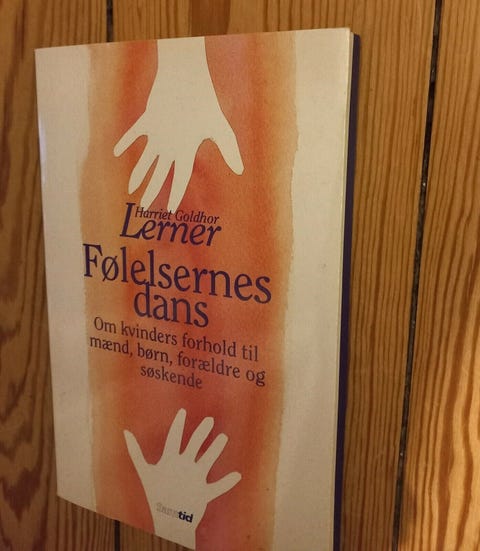 Harriet Goldhor
Lerner
Følelsernes
dans
Om kvinders forhold til
mænd, børn, forældre og
søskende